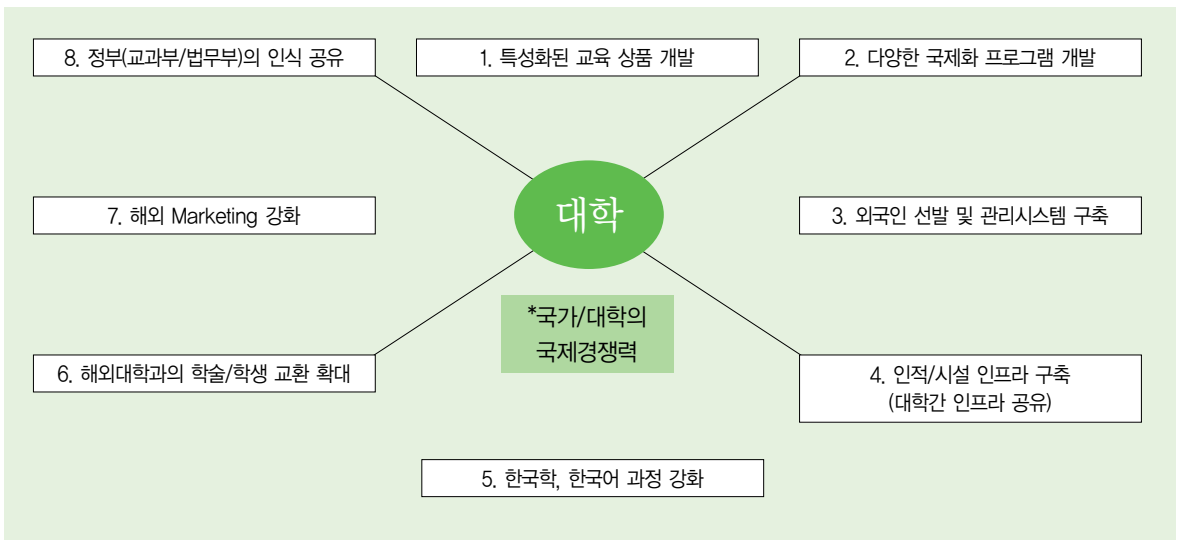 8. 정부(교과부/법무부)의 인식 공유
1. 특성화된 교육 상품 개발
2. 다양한 국제화 프로그램 개발
대학
7. 해외 Marketing 강화
3. 외국인 선발 및 관리시스템 구축
*국가/대학의
국제경쟁력
6. 해외대학과의 학술/학생 교환 확대
4. 인적/시설 인프라 구축
(대학간 인프라 공유)
5. 한국학, 한국어 과정 강화